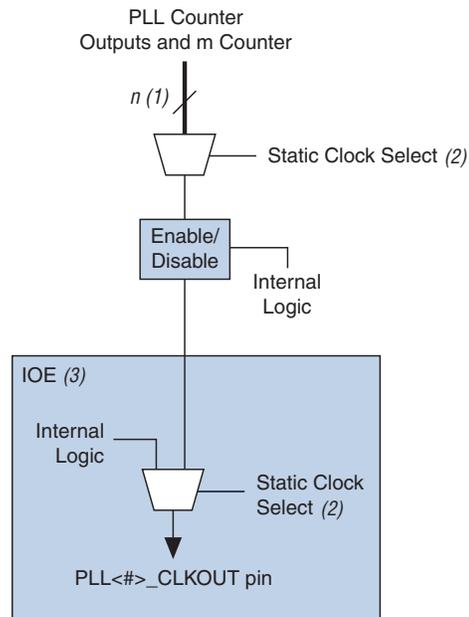 PLL Counter
Outputs and m Counter
n (1)
Static Clock Select (2)
Enable/
Disable
Internal
Logic
IOE (3)
Internal
Logic
Static Clock
Select (2)
PLL<#>_CLKOUT pin